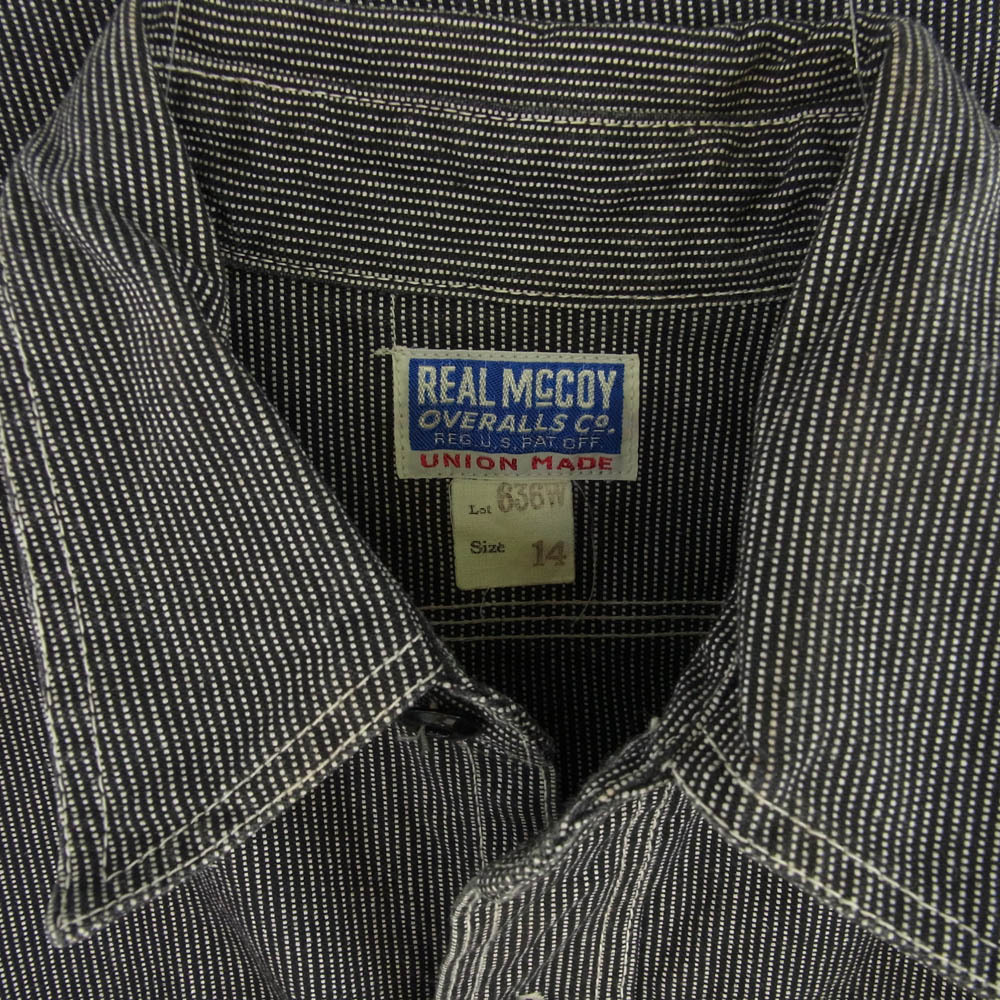 REAL McCOY
OVERALLS Co.
REG. U.S. PAT. OFF.
UNION MADE
Lot 636W
Size 14